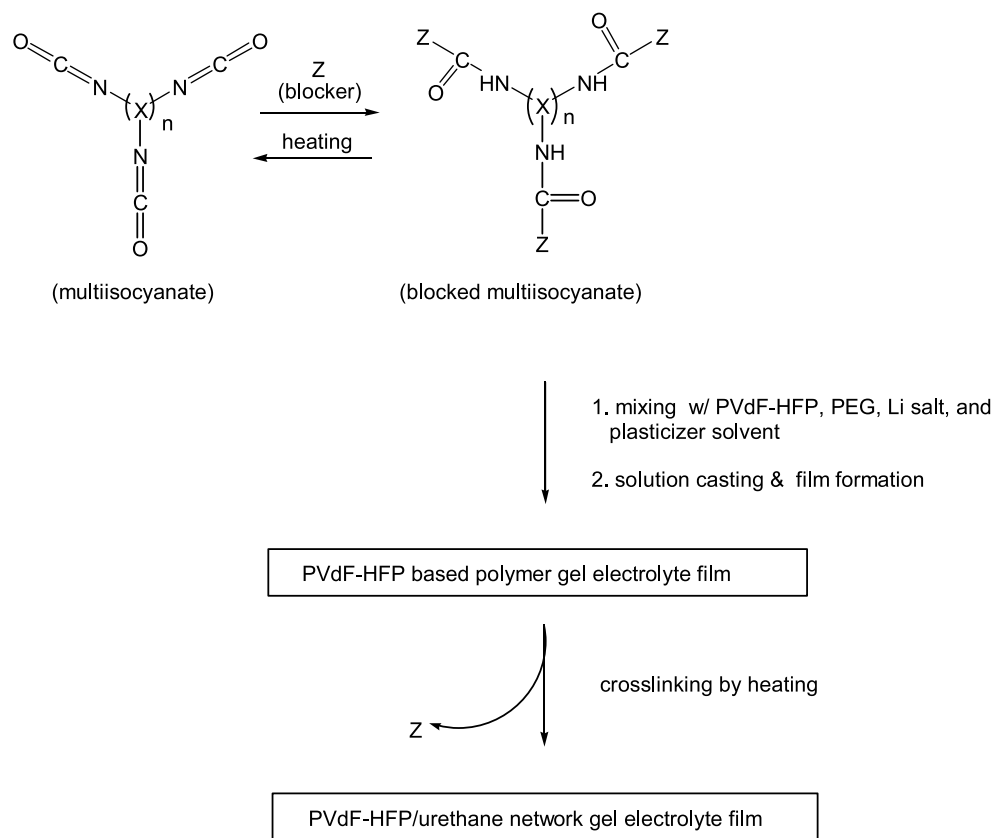 O
C
N
N
C
O
(X)
n
N
C
O
Z
(blocker)
heating
Z
C
O
HN
O
C
Z
NH
(X)
n
NH
C
O
Z
(multiisocyanate)
(blocked multiisocyanate)
1. mixing w/ PVdF-HFP, PEG, Li salt, and
plasticizer solvent
2. solution casting & film formation
PVdF-HFP based polymer gel electrolyte film
crosslinking by heating
Z
PVdF-HFP/urethane network gel electrolyte film